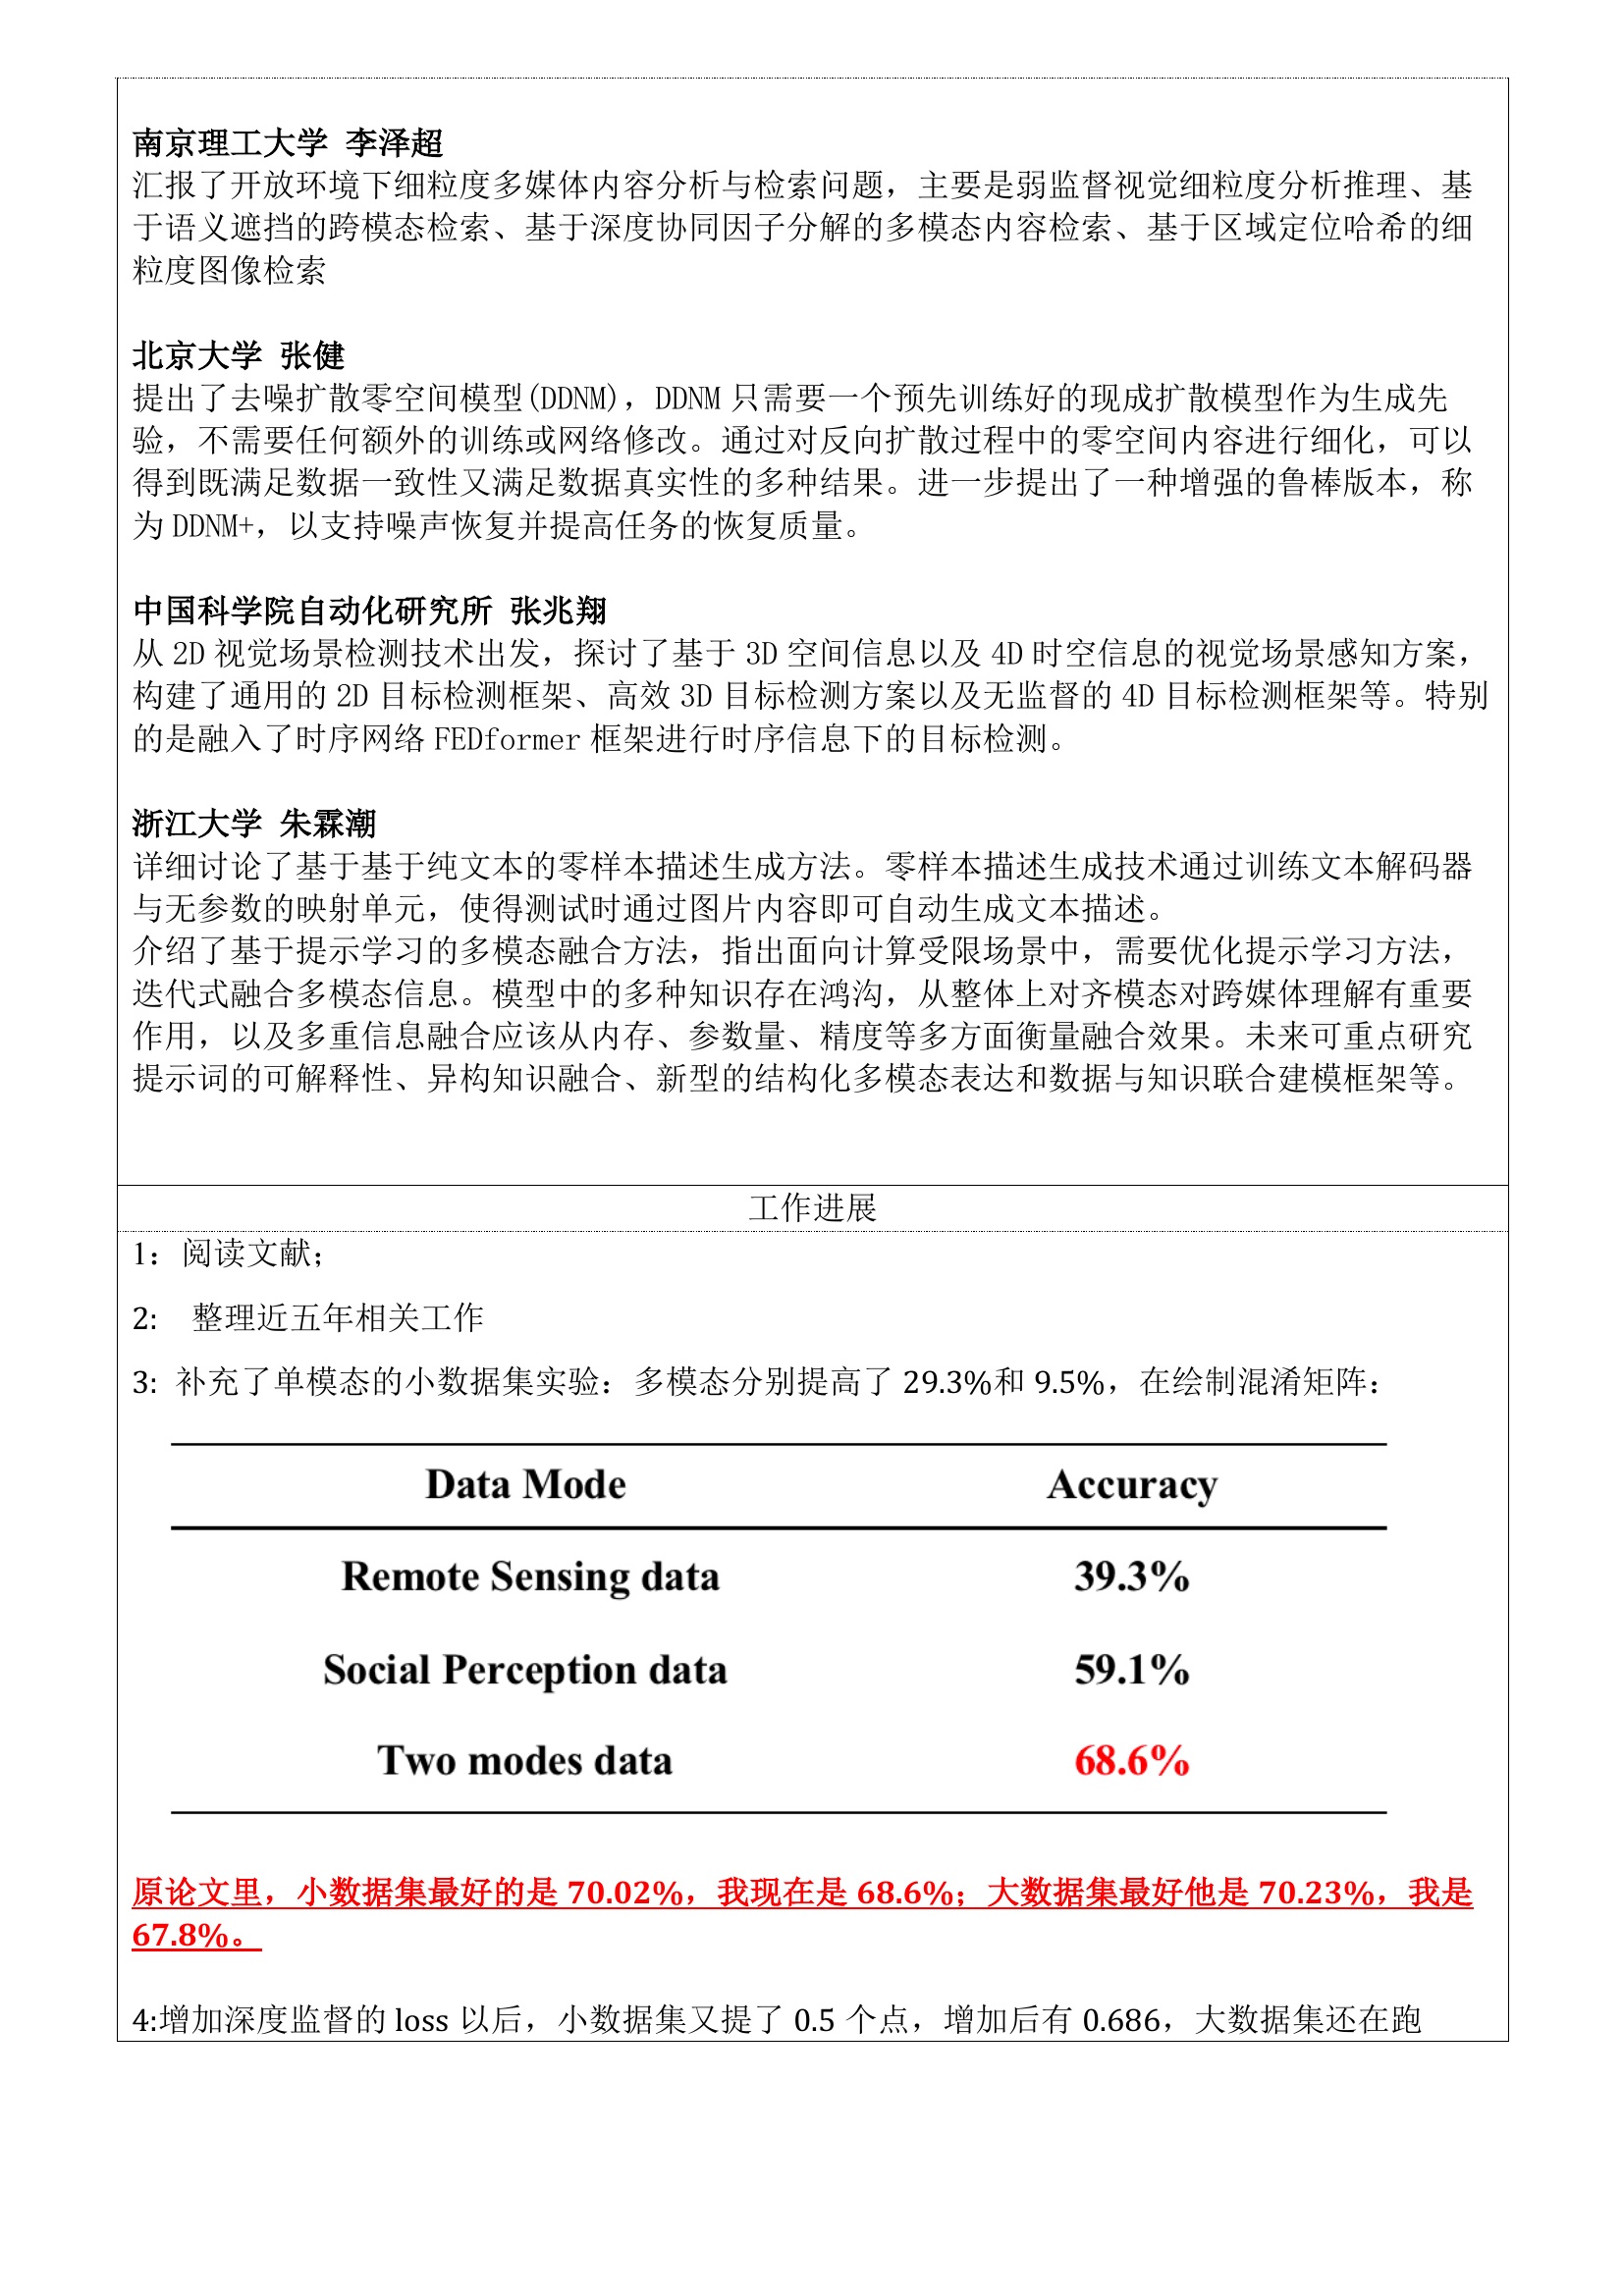 南京理工大学 李泽超
汇报了开放环境下细粒度多媒体内容分析与检索问题，主要是弱监督视觉细粒度分析推理、基
于语义遮挡的跨模态检索、基于深度协同因子分解的多模态内容检索、基于区域定位哈希的细
粒度图像检索
北京大学 张健
提出了去噪扩散零空间模型(DDNM)，DDNM 只需要一个预先训练好的现成扩散模型作为生成先
验，不需要任何额外的训练或网络修改。通过对反向扩散过程中的零空间内容进行细化，可以
得到既满足数据一致性又满足数据真实性的多种结果。进一步提出了一种增强的鲁棒版本，称
为 DDNM+，以支持噪声恢复并提高任务的恢复质量。
中国科学院自动化研究所 张兆翔
从 2D 视觉场景检测技术出发，探讨了基于 3D 空间信息以及 4D 时空信息的视觉场景感知方案，
构建了通用的 2D 目标检测框架、高效 3D 目标检测方案以及无监督的 4D 目标检测框架等。特别
的是融入了时序网络 FEDformer 框架进行时序信息下的目标检测。
浙江大学 朱霖潮
详细讨论了基于基于纯文本的零样本描述生成方法。零样本描述生成技术通过训练文本解码器
与无参数的映射单元，使得测试时通过图片内容即可自动生成文本描述。
介绍了基于提示学习的多模态融合方法，指出面向计算受限场景中，需要优化提示学习方法，
迭代式融合多模态信息。模型中的多种知识存在鸿沟，从整体上对齐模态对跨媒体理解有重要
作用，以及多重信息融合应该从内存、参数量、精度等多方面衡量融合效果。未来可重点研究
提示词的可解释性、异构知识融合、新型的结构化多模态表达和数据与知识联合建模框架等。
工作进展
1：阅读文献；
2: 整理近五年相关工作
3: 补充了单模态的小数据集实验：多模态分别提高了 29.3%和 9.5%，在绘制混淆矩阵：
Data Mode Accuracy
Remote Sensing data 39.3%
Social Perception data 59.1%
Two modes data 68.6%
原论文里，小数据集最好的是 70.02%，我现在是 68.6%；大数据集最好他是 70.23%，我是
67.8%。
4:增加深度监督的 loss 以后，小数据集又提了 0.5 个点，增加后有 0.686，大数据集还在跑